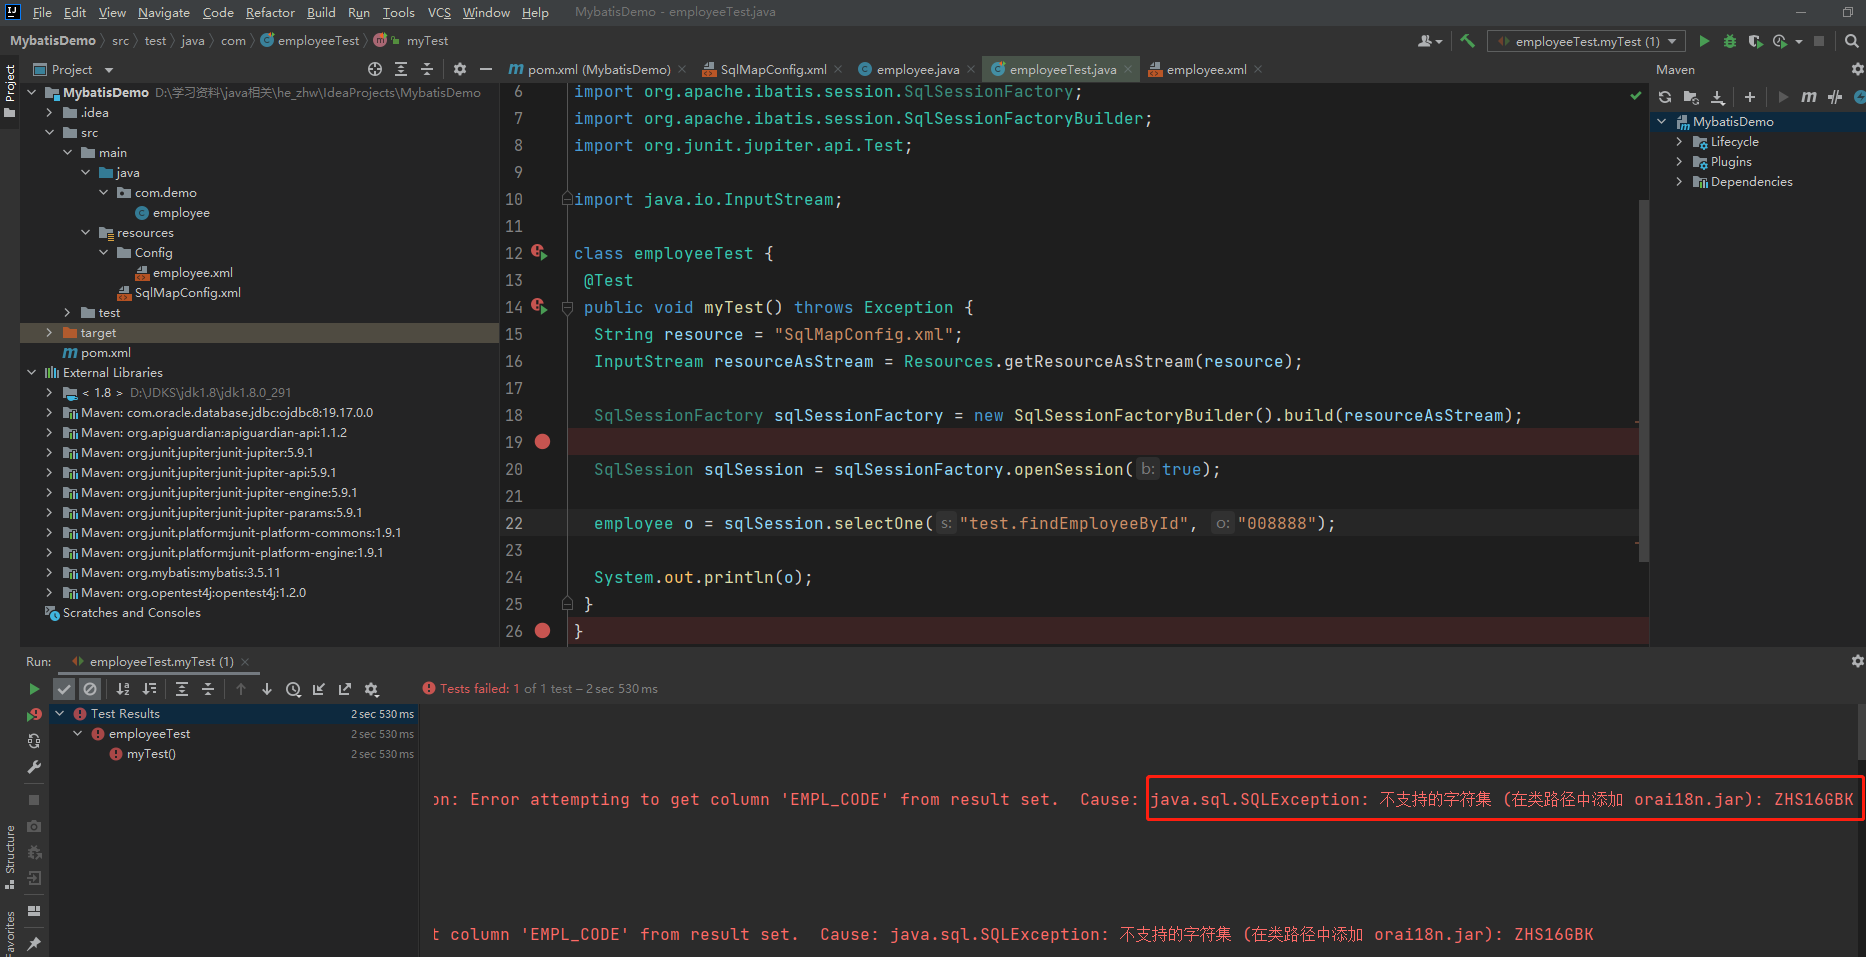 File Edit View Navigate Code Refactor Build Run Tools VCS Window Help MybatisDemo - employeeTest.java
MybatisDemo src test java com employeeTest myTest
employeeTest.myTest (1)
Project
Project
MybatisDemo D:\学习资料\java相关\he_zhw\IdeaProjects\MybatisDemo
.idea
src
main
java
com.demo
employee
resources
Config
employee.xml
SqlMapConfig.xml
test
target
pom.xml
External Libraries
< 1.8 > D:\JDKS\jdk1.8\jdk1.8.0_291
Maven: com.oracle.database.jdbc:ojdbc8:19.17.0.0
Maven: org.apiguardian:apiguardian-api:1.1.2
Maven: org.junit.jupiter:junit-jupiter:5.9.1
Maven: org.junit.jupiter:junit-jupiter-api:5.9.1
Maven: org.junit.jupiter:junit-jupiter-engine:5.9.1
Maven: org.junit.jupiter:junit-jupiter-params:5.9.1
Maven: org.junit.platform:junit-platform-commons:1.9.1
Maven: org.junit.platform:junit-platform-engine:1.9.1
Maven: org.mybatis:mybatis:3.5.11
Maven: org.opentest4j:opentest4j:1.2.0
Scratches and Consoles
pom.xml (MybatisDemo) SqlMapConfig.xml employee.java employeeTest.java employee.xml
6 import org.apache.ibatis.session.SqlSessionFactory;
7 import org.apache.ibatis.session.SqlSessionFactoryBuilder;
8 import org.junit.jupiter.api.Test;
9
10 import java.io.InputStream;
11
12 class employeeTest {
13 @Test
14 public void myTest() throws Exception {
15 String resource = "SqlMapConfig.xml";
16 InputStream resourceAsStream = Resources.getResourceAsStream(resource);
17
18 SqlSessionFactory sqlSessionFactory = new SqlSessionFactoryBuilder().build(resourceAsStream);
19
20 SqlSession sqlSession = sqlSessionFactory.openSession( b: true);
21
22 employee o = sqlSession.selectOne( s: "test.findEmployeeById", o: "008888");
23
24 System.out.println(o);
25 }
26 }
Maven
MybatisDemo
Lifecycle
Plugins
Dependencies
Run: employeeTest.myTest (1)
Tests failed: 1 of 1 test – 2 sec 530 ms
Test Results 2 sec 530 ms
employeeTest 2 sec 530 ms
myTest() 2 sec 530 ms
on: Error attempting to get column 'EMPL_CODE' from result set. Cause: java.sql.SQLException: 不支持的字符集 (在类路径中添加 orai18n.jar): ZHS16GBK
t column 'EMPL_CODE' from result set. Cause: java.sql.SQLException: 不支持的字符集 (在类路径中添加 orai18n.jar): ZHS16GBK
Structure
Favorites